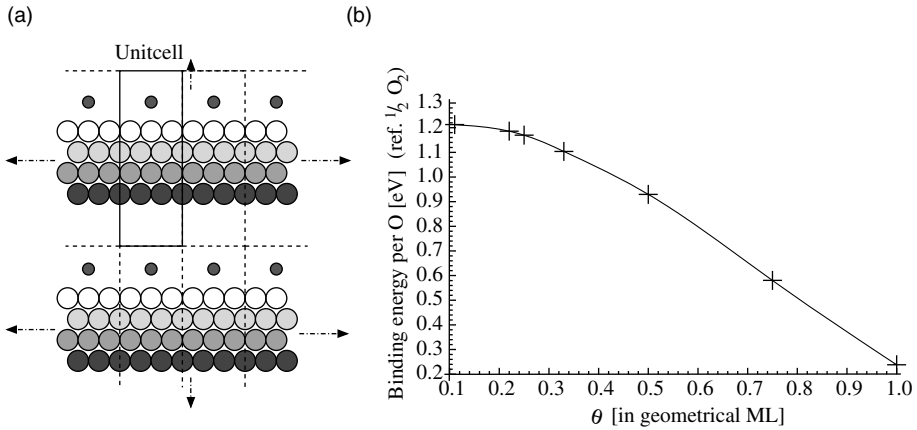 (a)
Unitcell
(b)
Binding energy per O [eV] (ref. 1/2 O2)
1.3
1.2
1.1
1.0
0.9
0.8
0.7
0.6
0.5
0.4
0.3
0.2
0.1 0.2 0.3 0.4 0.5 0.6 0.7 0.8 0.9 1.0
θ [in geometrical ML]